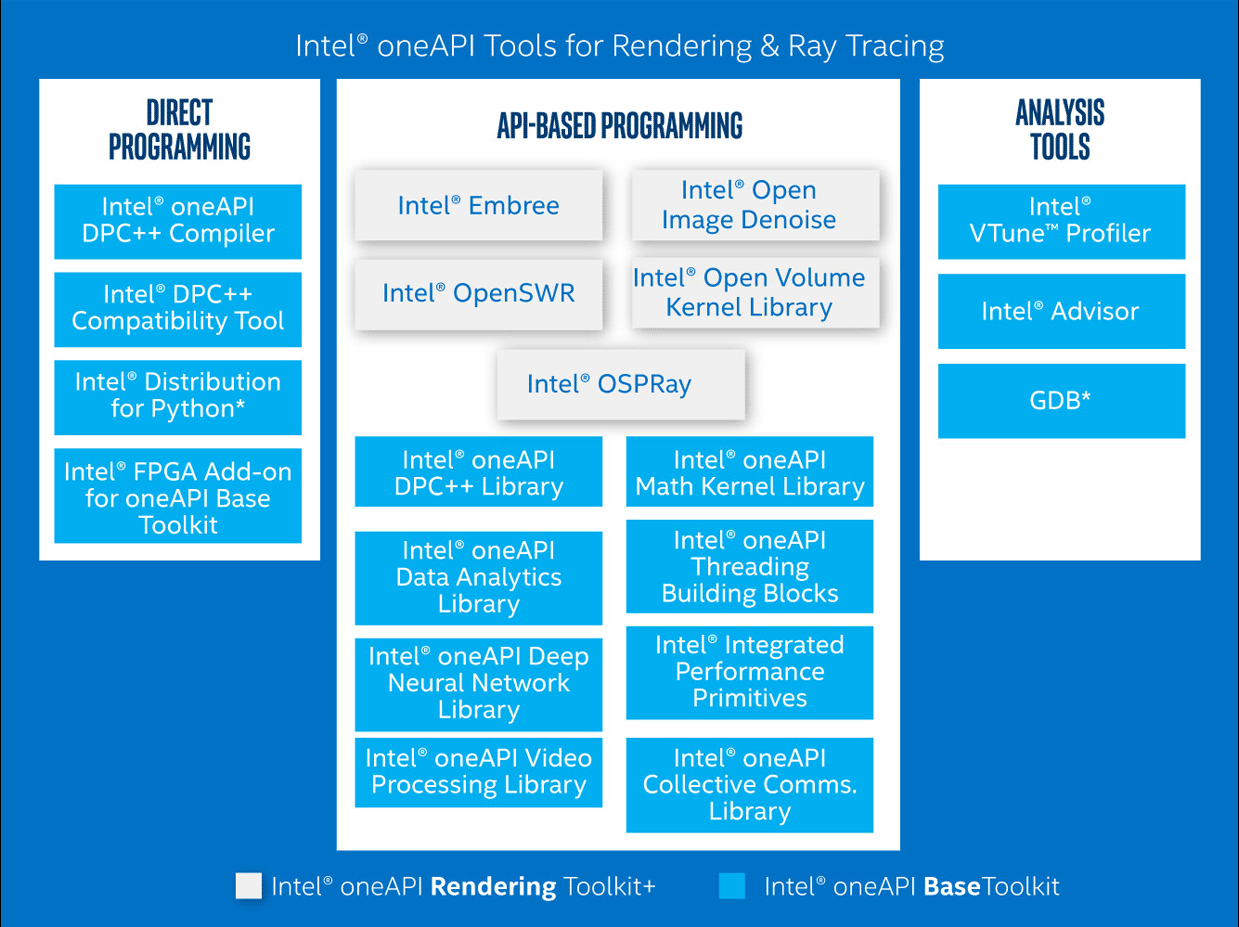 Intel® oneAPI Tools for Rendering & Ray Tracing
DIRECT
PROGRAMMING
Intel® oneAPI
DPC++ Compiler
Intel® DPC++
Compatibility Tool
Intel® Distribution
for Python*
Intel® FPGA Add-on
for oneAPI Base
Toolkit
API-BASED PROGRAMMING
Intel® Embree
Intel® Open
Image Denoise
Intel® OpenSWR
Intel® Open Volume
Kernel Library
Intel® OSPRay
Intel® oneAPI
DPC++ Library
Intel® oneAPI
Math Kernel Library
Intel® oneAPI
Data Analytics
Library
Intel® oneAPI
Threading
Building Blocks
Intel® oneAPI Deep
Neural Network
Library
Intel® Integrated
Performance
Primitives
Intel® oneAPI Video
Processing Library
Intel® oneAPI
Collective Comms.
Library
ANALYSIS
TOOLS
Intel®
VTune™ Profiler
Intel® Advisor
GDB*
Intel® oneAPI Rendering Toolkit+
Intel® oneAPI BaseToolkit